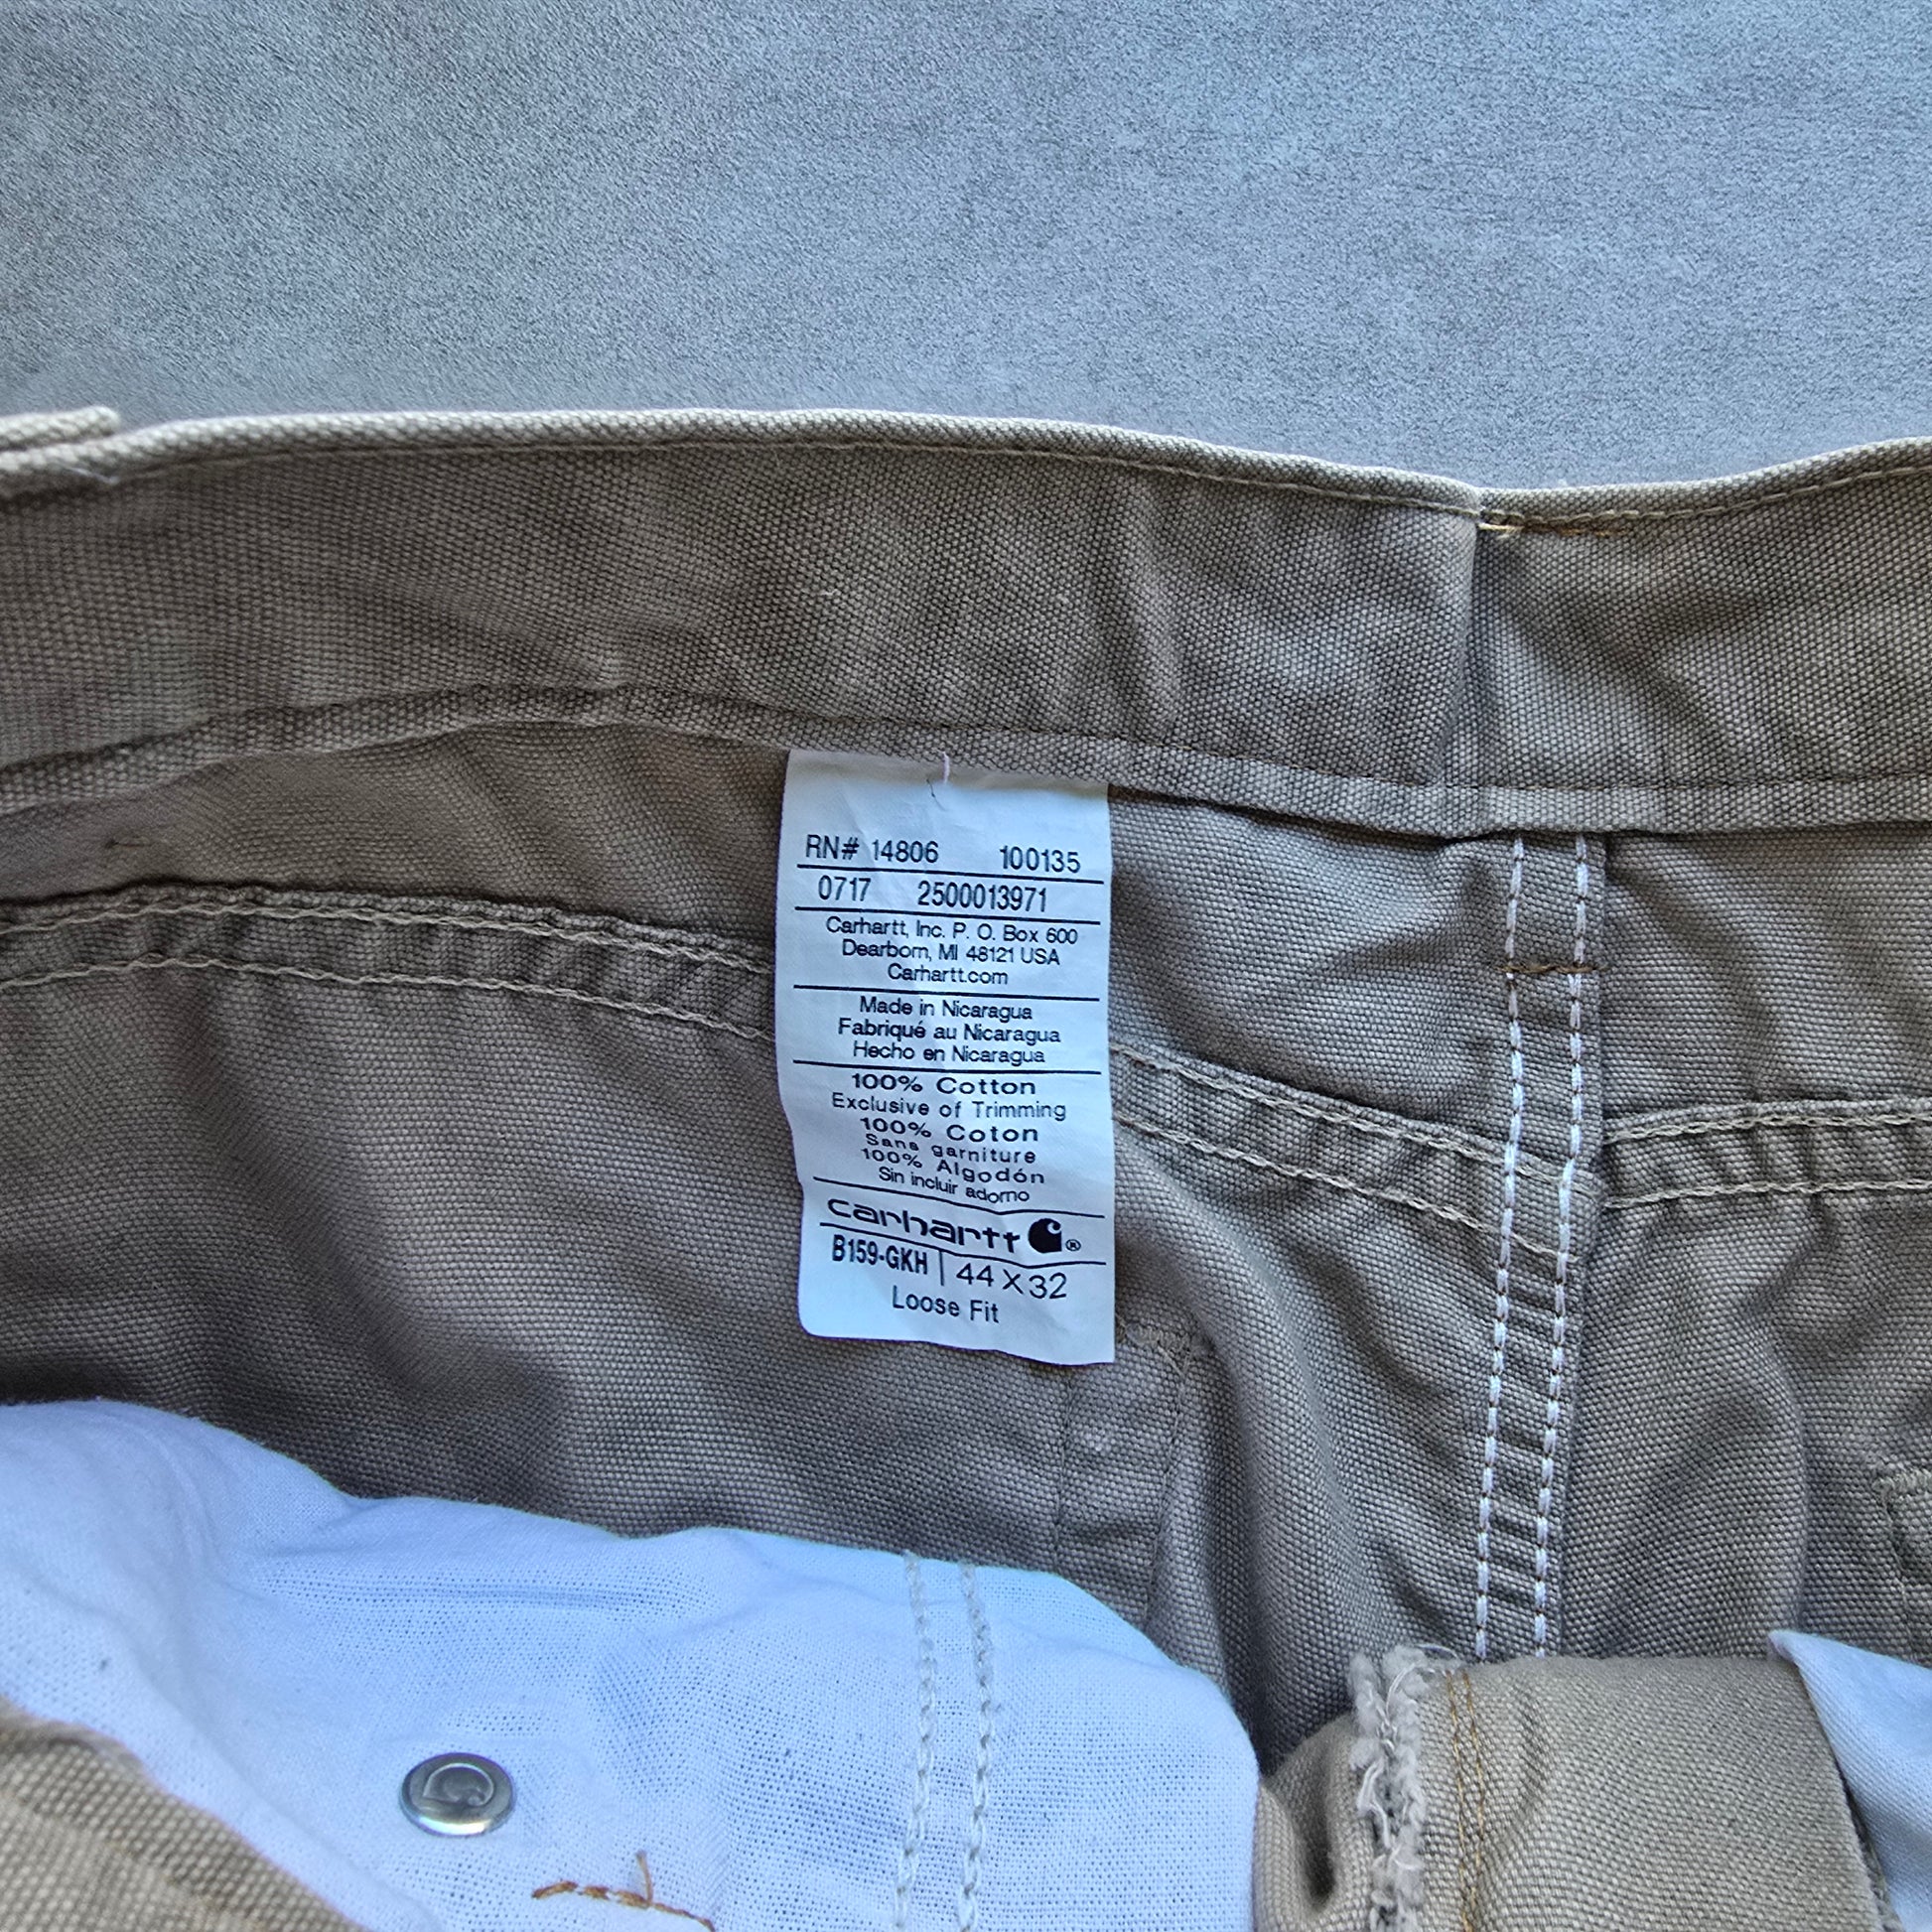 RN# 14806 100135
0717 2500013971
Carhartt, Inc. P. O. Box 600
Dearborn, MI 48121 USA
Carhartt.com
Made in Nicaragua
Fabriqué au Nicaragua
Hecho en Nicaragua
100% Cotton
Exclusive of Trimming
100% Coton
Sans garniture
100% Algodón
Sin incluir adorno
carhartt ®
B159-GKH | 44 X 32
Loose Fit